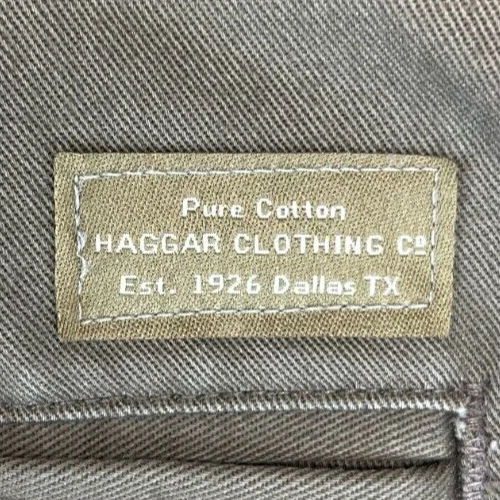 Pure Cotton
HAGGAR CLOTHING Cº
Est. 1926 Dallas TX